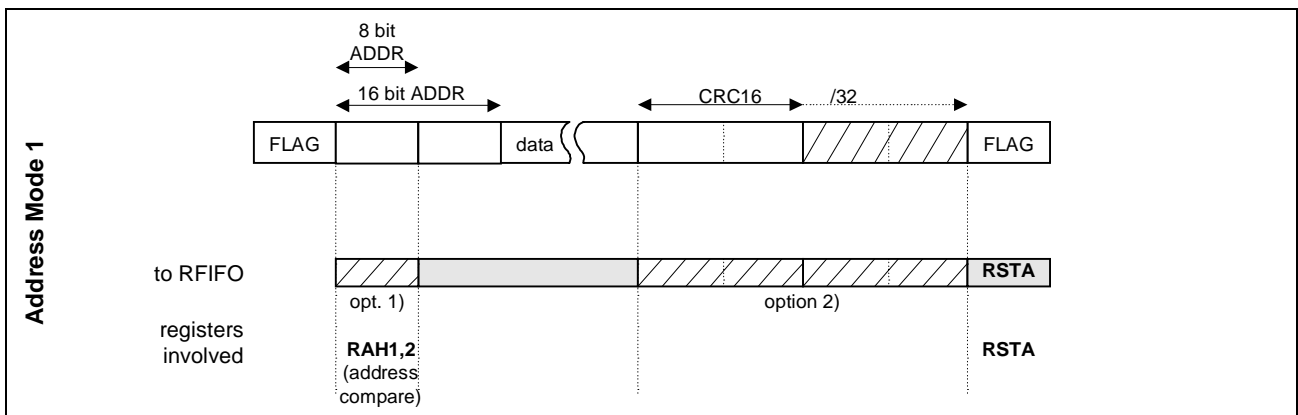 Address Mode 1
8 bit
ADDR
16 bit ADDR
CRC16 /32
FLAG data FLAG
to RFIFO RSTA
opt. 1) option 2)
registers
involved
RAH1,2 RSTA
(address
compare)